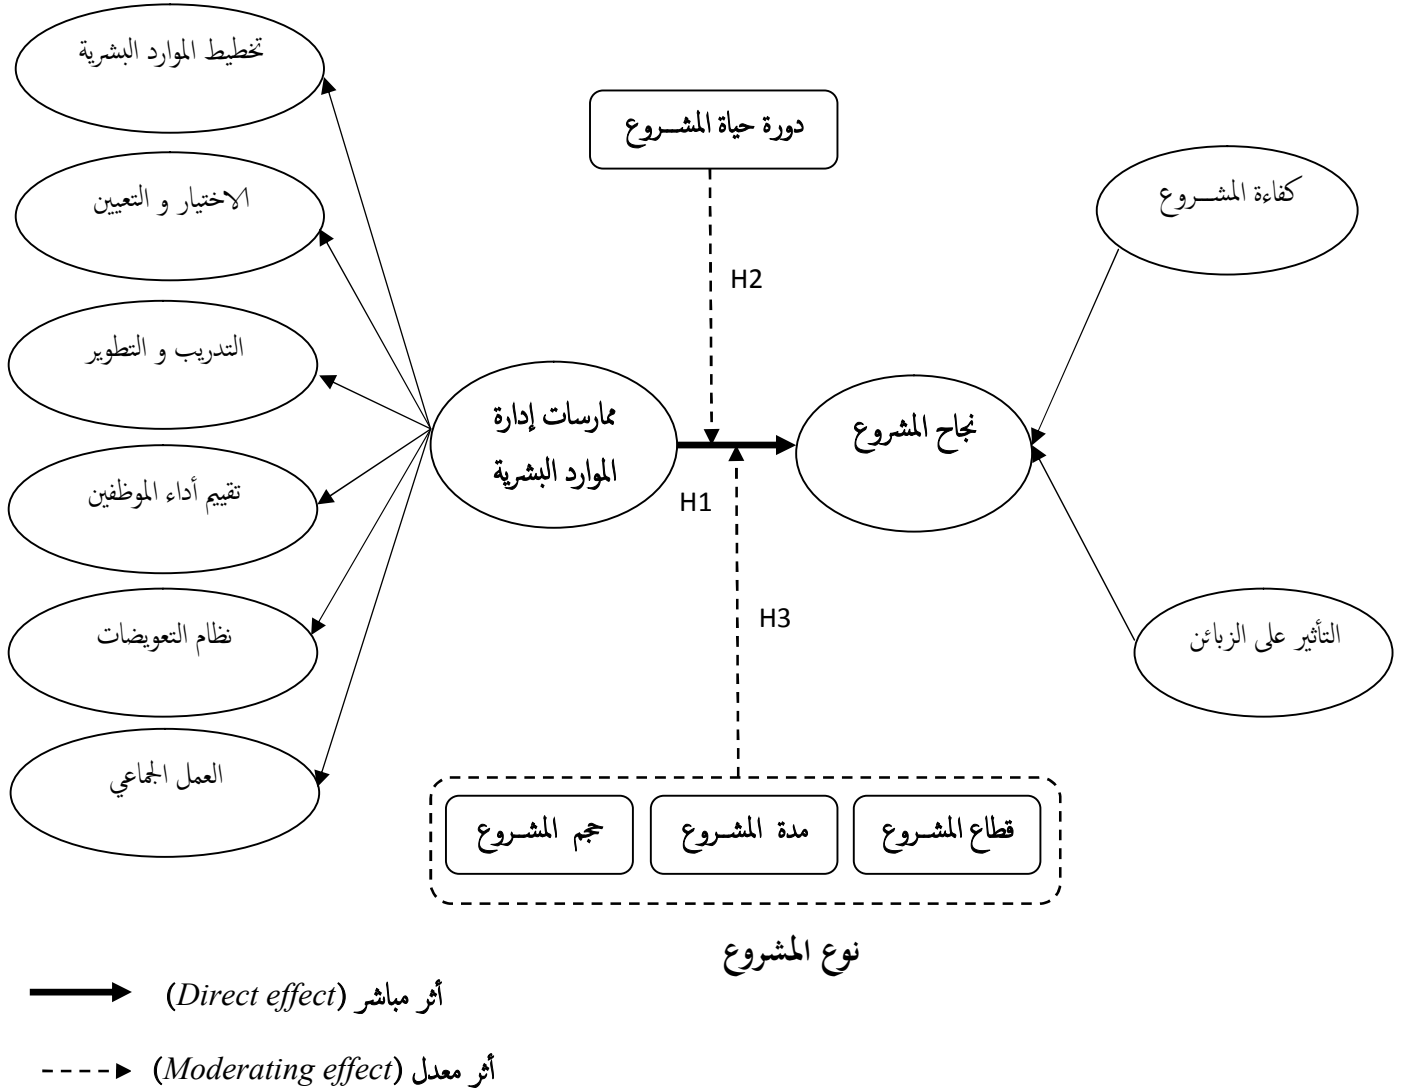 تخطيط الموارد البشرية
دورة حياة المشــروع
كفاءة المشــروع
الاختيار و التعيين
H2
التدريب و التطوير
ممارسات إدارة
الموارد البشرية
نجاح المشروع
H1
تقييم أداء الموظفين
H3
نظام التعويضات
التأثير على الزبائن
العمل الجماعي
قطاع المشــروع
مدة المشــروع
حجم المشــروع
نوع المشروع
أثر مباشر (Direct effect)
أثر معدل (Moderating effect)